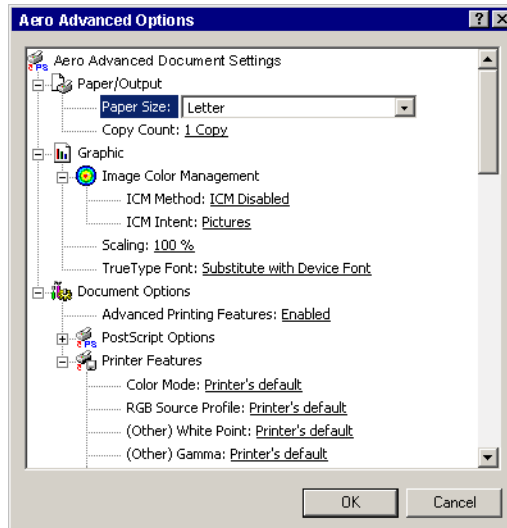 Aero Advanced Options
Aero Advanced Document Settings
Paper/Output
Paper Size: Letter
Copy Count: 1 Copy
Graphic
Image Color Management
ICM Method: ICM Disabled
ICM Intent: Pictures
Scaling: 100 %
TrueType Font: Substitute with Device Font
Document Options
Advanced Printing Features: Enabled
PostScript Options
Printer Features
Color Mode: Printer's default
RGB Source Profile: Printer's default
(Other) White Point: Printer's default
(Other) Gamma: Printer's default
OK Cancel